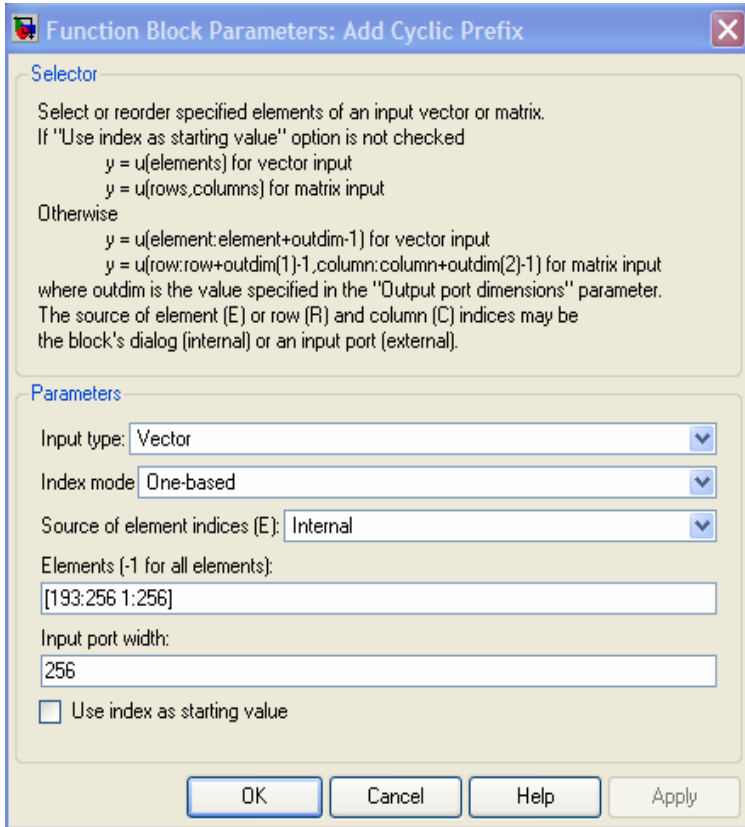 Function Block Parameters: Add Cyclic Prefix
Selector
Select or reorder specified elements of an input vector or matrix.
If "Use index as starting value" option is not checked
y = u(elements) for vector input
y = u(rows,columns) for matrix input
Otherwise
y = u(element:element+outdim-1) for vector input
y = u(row:row+outdim(1)-1,column:column+outdim(2)-1) for matrix input
where outdim is the value specified in the "Output port dimensions" parameter.
The source of element (E) or row (R) and column (C) indices may be
the block's dialog (internal) or an input port (external).
Parameters
Input type: Vector
Index mode One-based
Source of element indices (E): Internal
Elements (-1 for all elements):
[193:256 1:256]
Input port width:
256
Use index as starting value
OK Cancel Help Apply